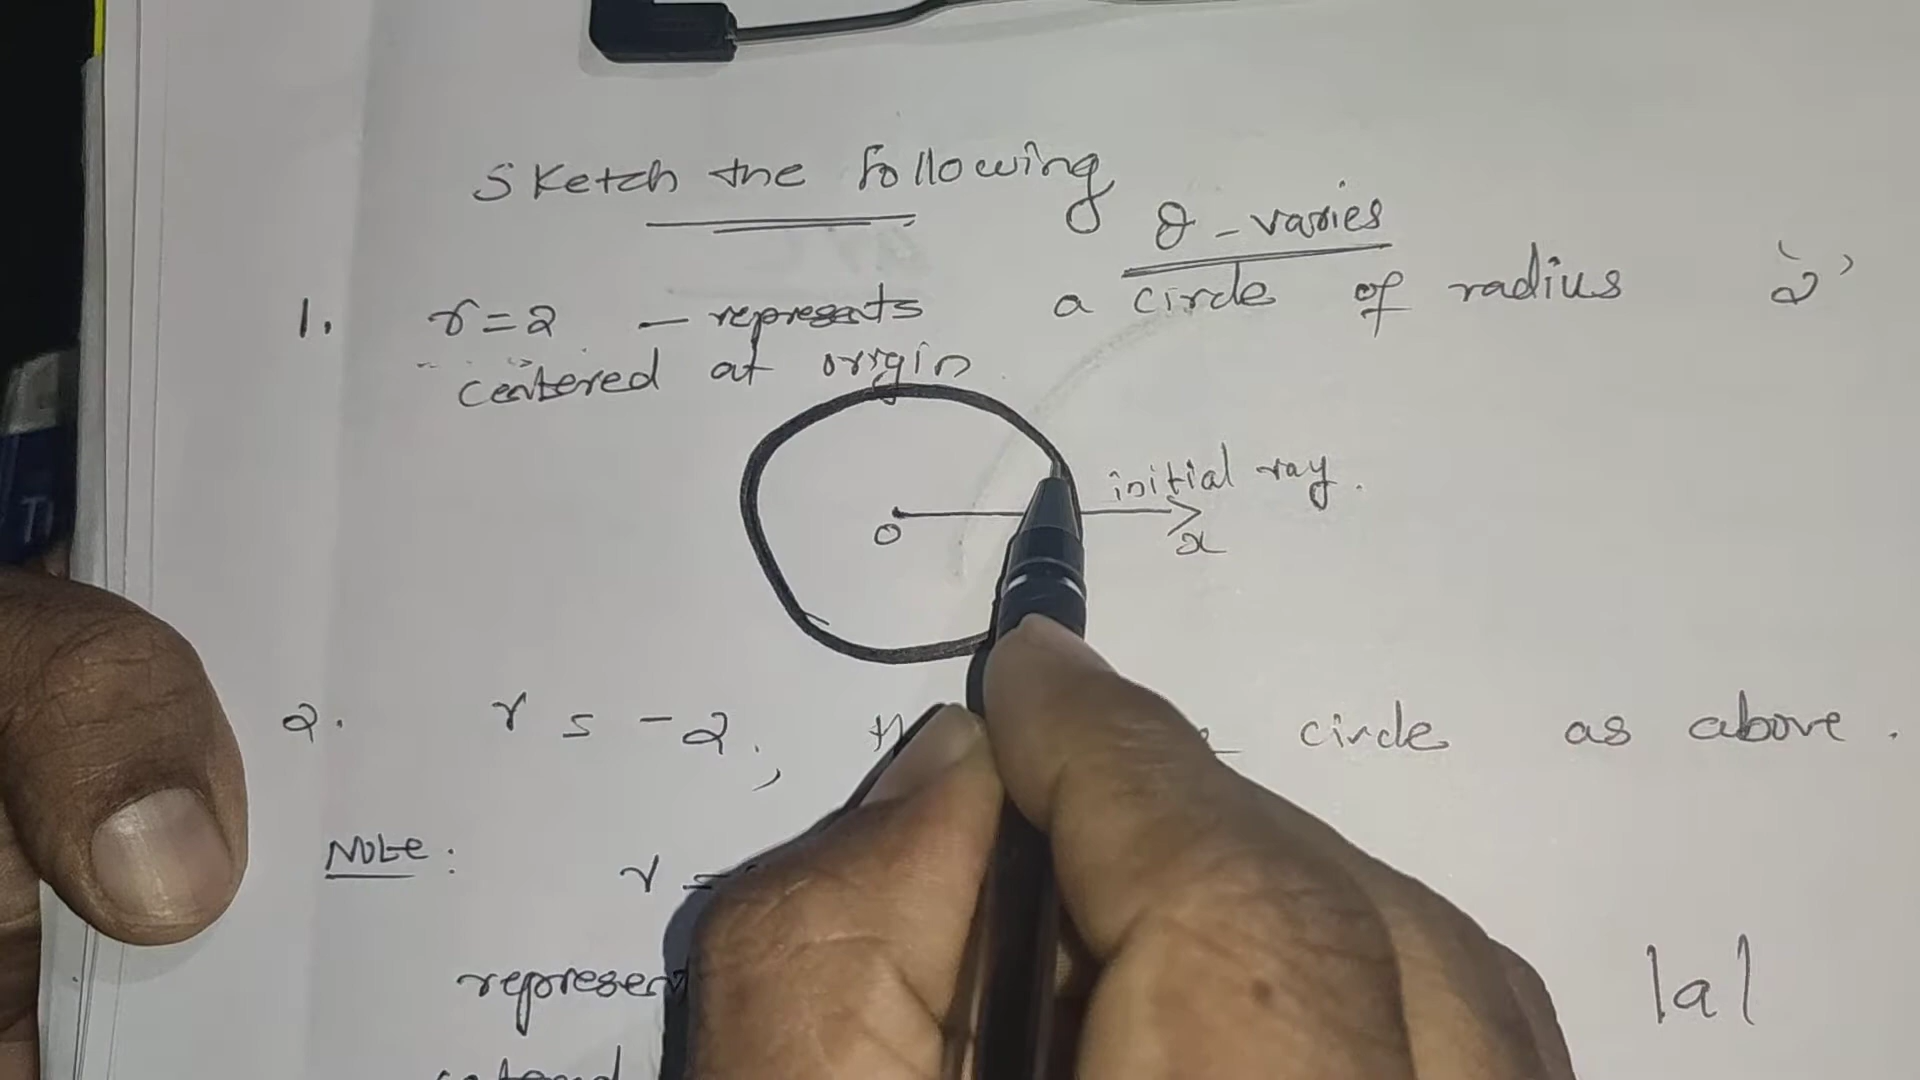 Sketch the following
θ - varies
1. r = 2 — represents a circle of radius '2'
centered at origin.
initial ray.
O
x
2. r = -2, circle as above.
Note: r =
represent |a|